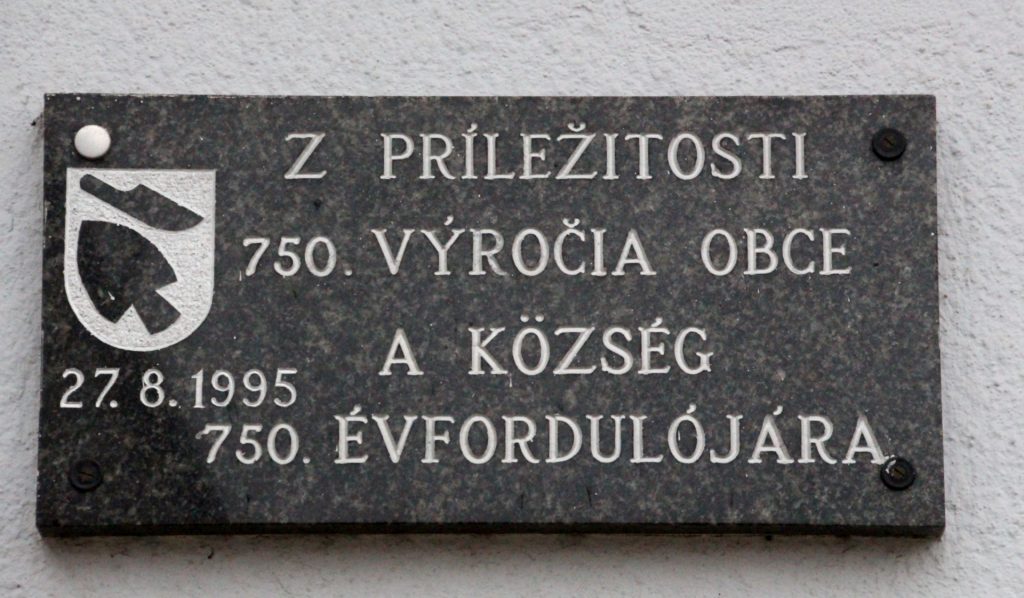 Z PRÍLEŽITOSTI
750. VÝROČIA OBCE
A KÖZSÉG
27. 8. 1995
750. ÉVFORDULÓJÁRA